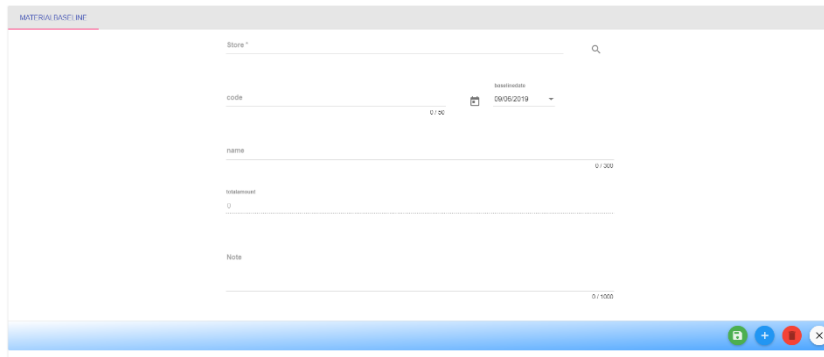 MATERIALBASELINE
Store *
baselinedate
code
09/06/2019
0 / 50
name
0 / 300
totalamount
0
Note
0 / 1000